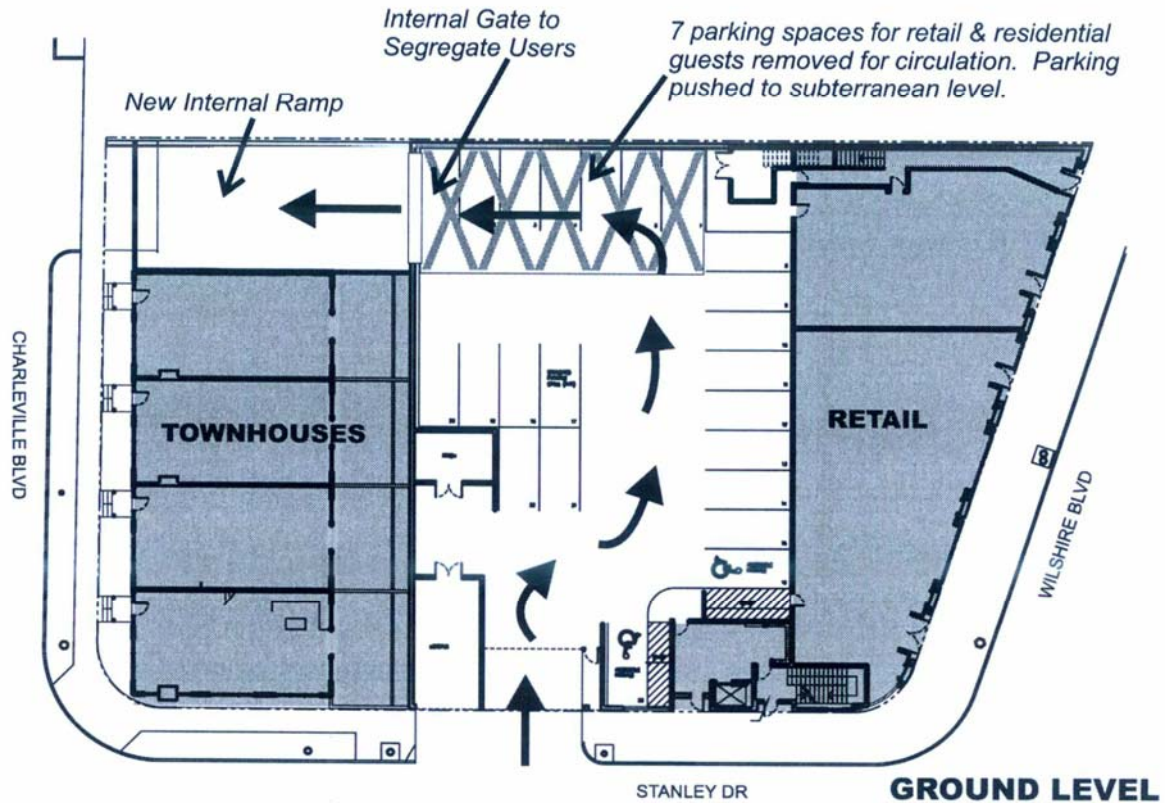 Internal Gate to
Segregate Users
7 parking spaces for retail & residential
guests removed for circulation. Parking
pushed to subterranean level.
New Internal Ramp
CHARLEVILLE BLVD
TOWNHOUSES
RETAIL
WILSHIRE BLVD
STANLEY DR
GROUND LEVEL